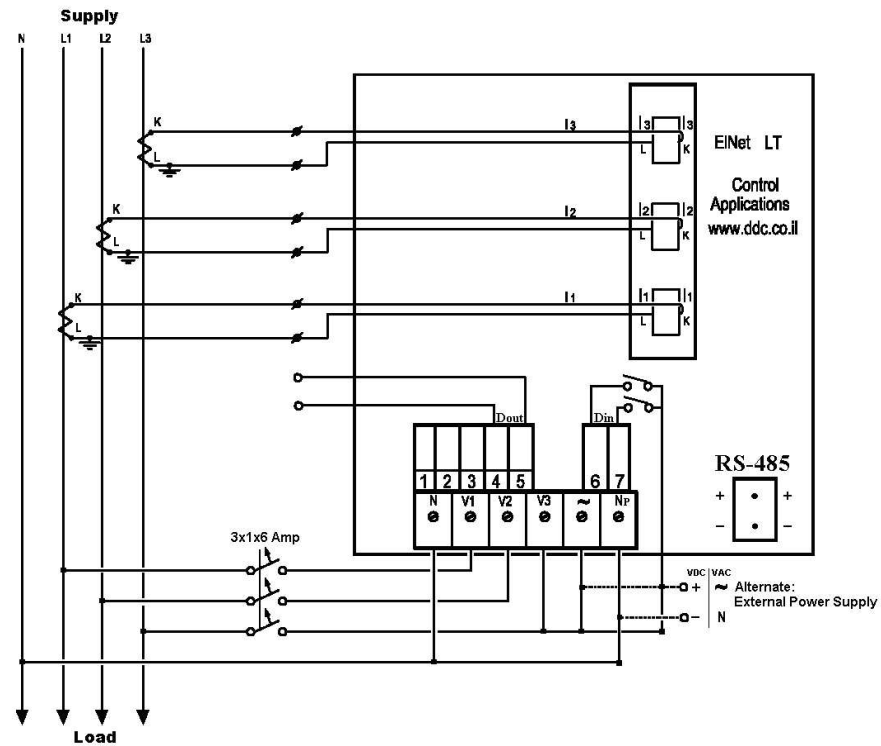 Supply
N L1 L2 L3
K
L
I3
I3 I3
L K
ElNet LT
Control
Applications
www.ddc.co.il
K
L
I2
I2 I2
L K
K
L
I1
I1 I1
L K
Dout Din
1 2 3 4 5 6 7
N V1 V2 V3 ~ NP
RS-485
+ +
− −
3x1x6 Amp
VDC VAC
+ ~ Alternate:
External Power Supply
− N
Load